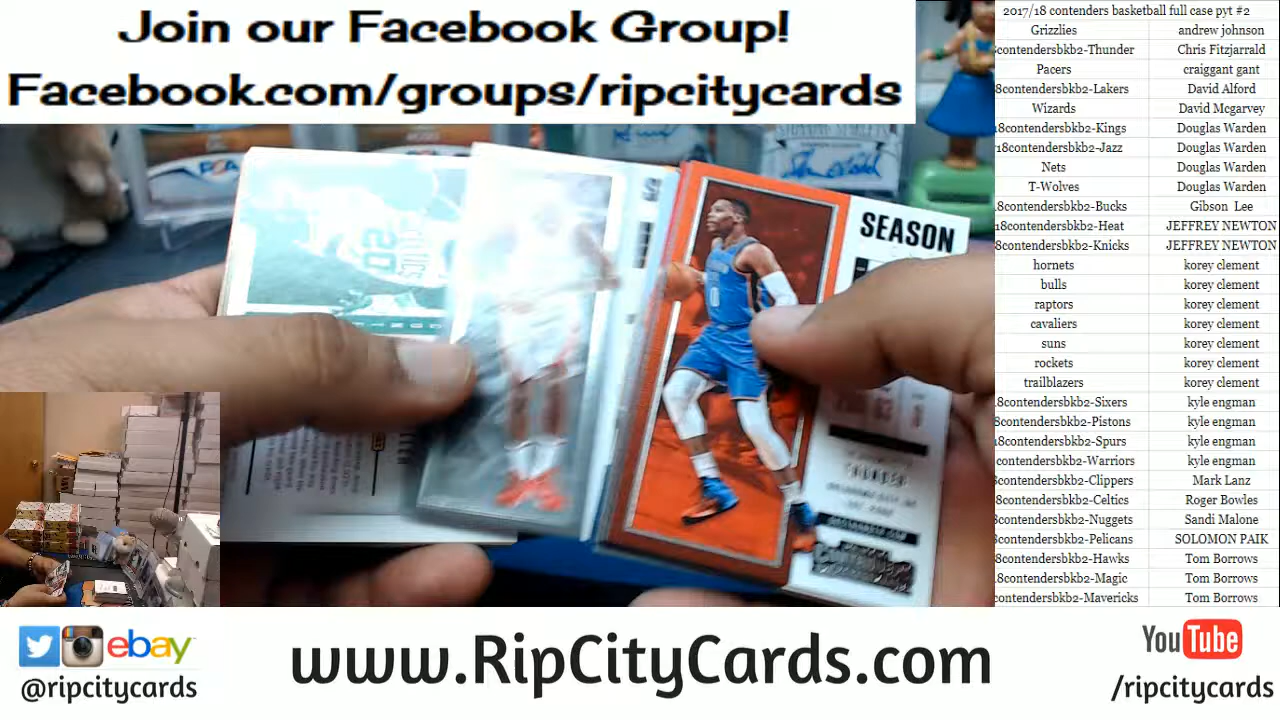 Join our Facebook Group!
Facebook.com/groups/ripcitycards
2017/18 contenders basketball full case pyt #2
Grizzlies andrew johnson
contendersbkb2-Thunder Chris Fitzjarrald
Pacers craiggant gant
8contendersbkb2-Lakers David Alford
Wizards David Mcgarvey
18contendersbkb2-Kings Douglas Warden
18contendersbkb2-Jazz Douglas Warden
Nets Douglas Warden
T-Wolves Douglas Warden
8contendersbkb2-Bucks Gibson Lee
18contendersbkb2-Heat JEFFREY NEWTON
8contendersbkb2-Knicks JEFFREY NEWTON
hornets korey clement
bulls korey clement
raptors korey clement
cavaliers korey clement
suns korey clement
rockets korey clement
trailblazers korey clement
18contendersbkb2-Sixers kyle engman
18contendersbkb2-Pistons kyle engman
18contendersbkb2-Spurs kyle engman
contendersbkb2-Warriors kyle engman
8contendersbkb2-Clippers Mark Lanz
8contendersbkb2-Celtics Roger Bowles
8contendersbkb2-Nuggets Sandi Malone
8contendersbkb2-Pelicans SOLOMON PAIK
8contendersbkb2-Hawks Tom Borrows
8contendersbkb2-Magic Tom Borrows
contendersbkb2-Mavericks Tom Borrows
SEASON
0
THUNDER
ebay
@ripcitycards
www.RipCityCards.com
YouTube
/ripcitycards